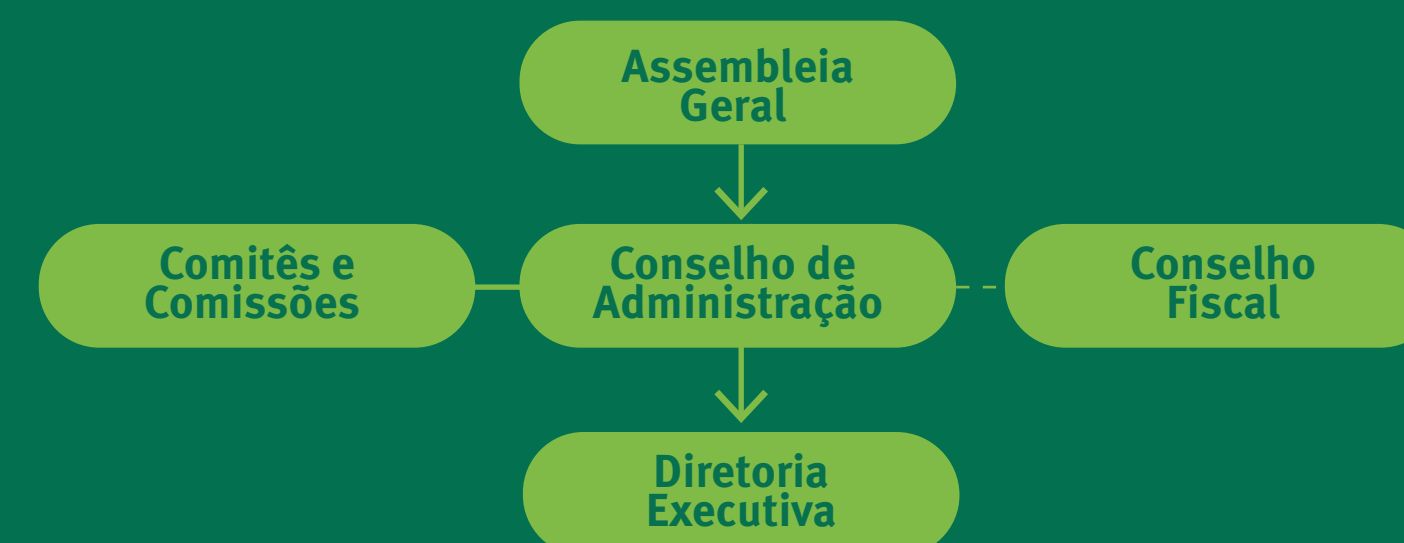 Assembleia
Geral
Comitês e
Comissões
Conselho de
Administração
Conselho
Fiscal
Diretoria
Executiva